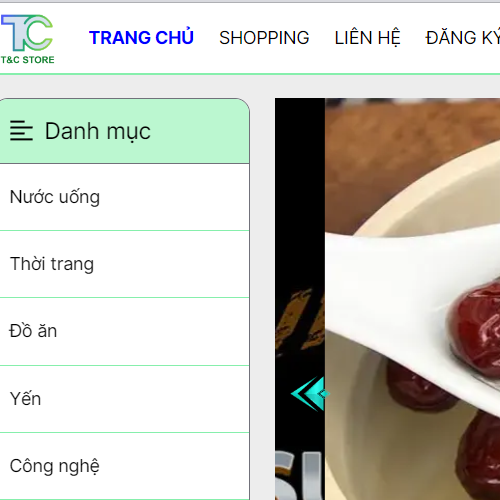 TC
T&C STORE
TRANG CHỦ SHOPPING LIÊN HỆ ĐĂNG KÝ
Danh mục
Nước uống
Thời trang
Đồ ăn
Yến
Công nghệ